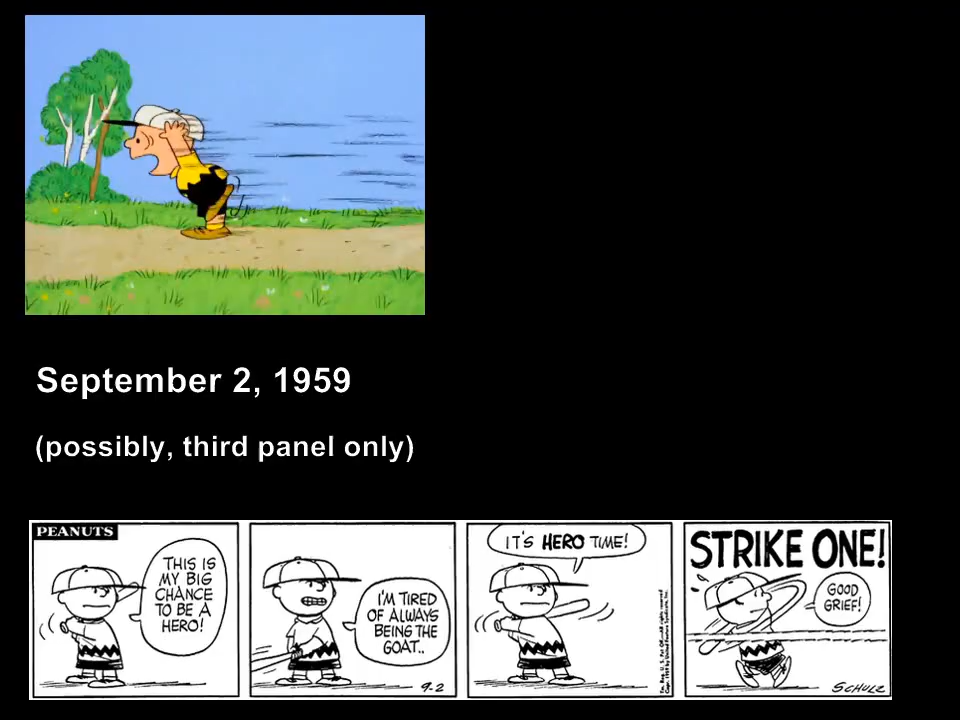 September 2, 1959
(possibly, third panel only)
PEANUTS
THIS IS
MY BIG
CHANCE
TO BE A
HERO!
I'M TIRED
OF ALWAYS
BEING THE
GOAT..
9-2
IT'S HERO TIME!
STRIKE ONE!
GOOD
GRIEF!
SCHULZ